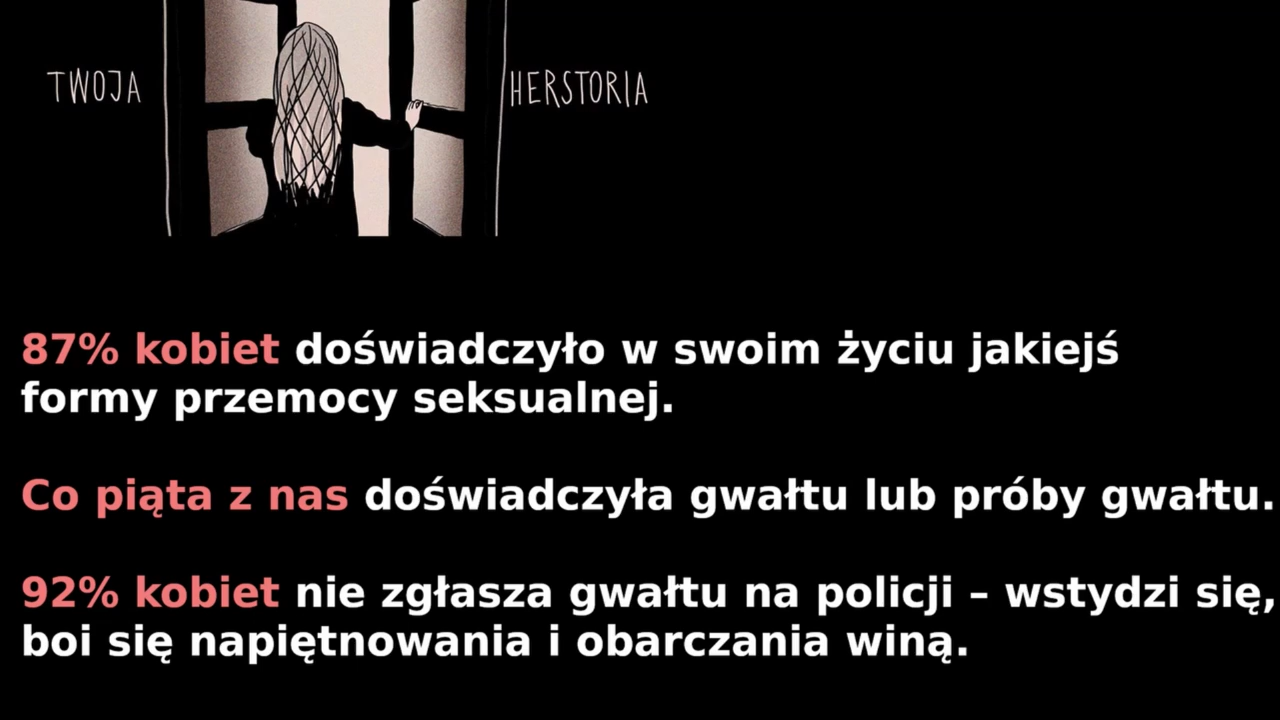 TWOJA HERSTORIA
87% kobiet doświadczyło w swoim życiu jakiejś
formy przemocy seksualnej.
Co piąta z nas doświadczyła gwałtu lub próby gwałtu.
92% kobiet nie zgłasza gwałtu na policji – wstydzi się,
boi się napiętnowania i obarczania winą.